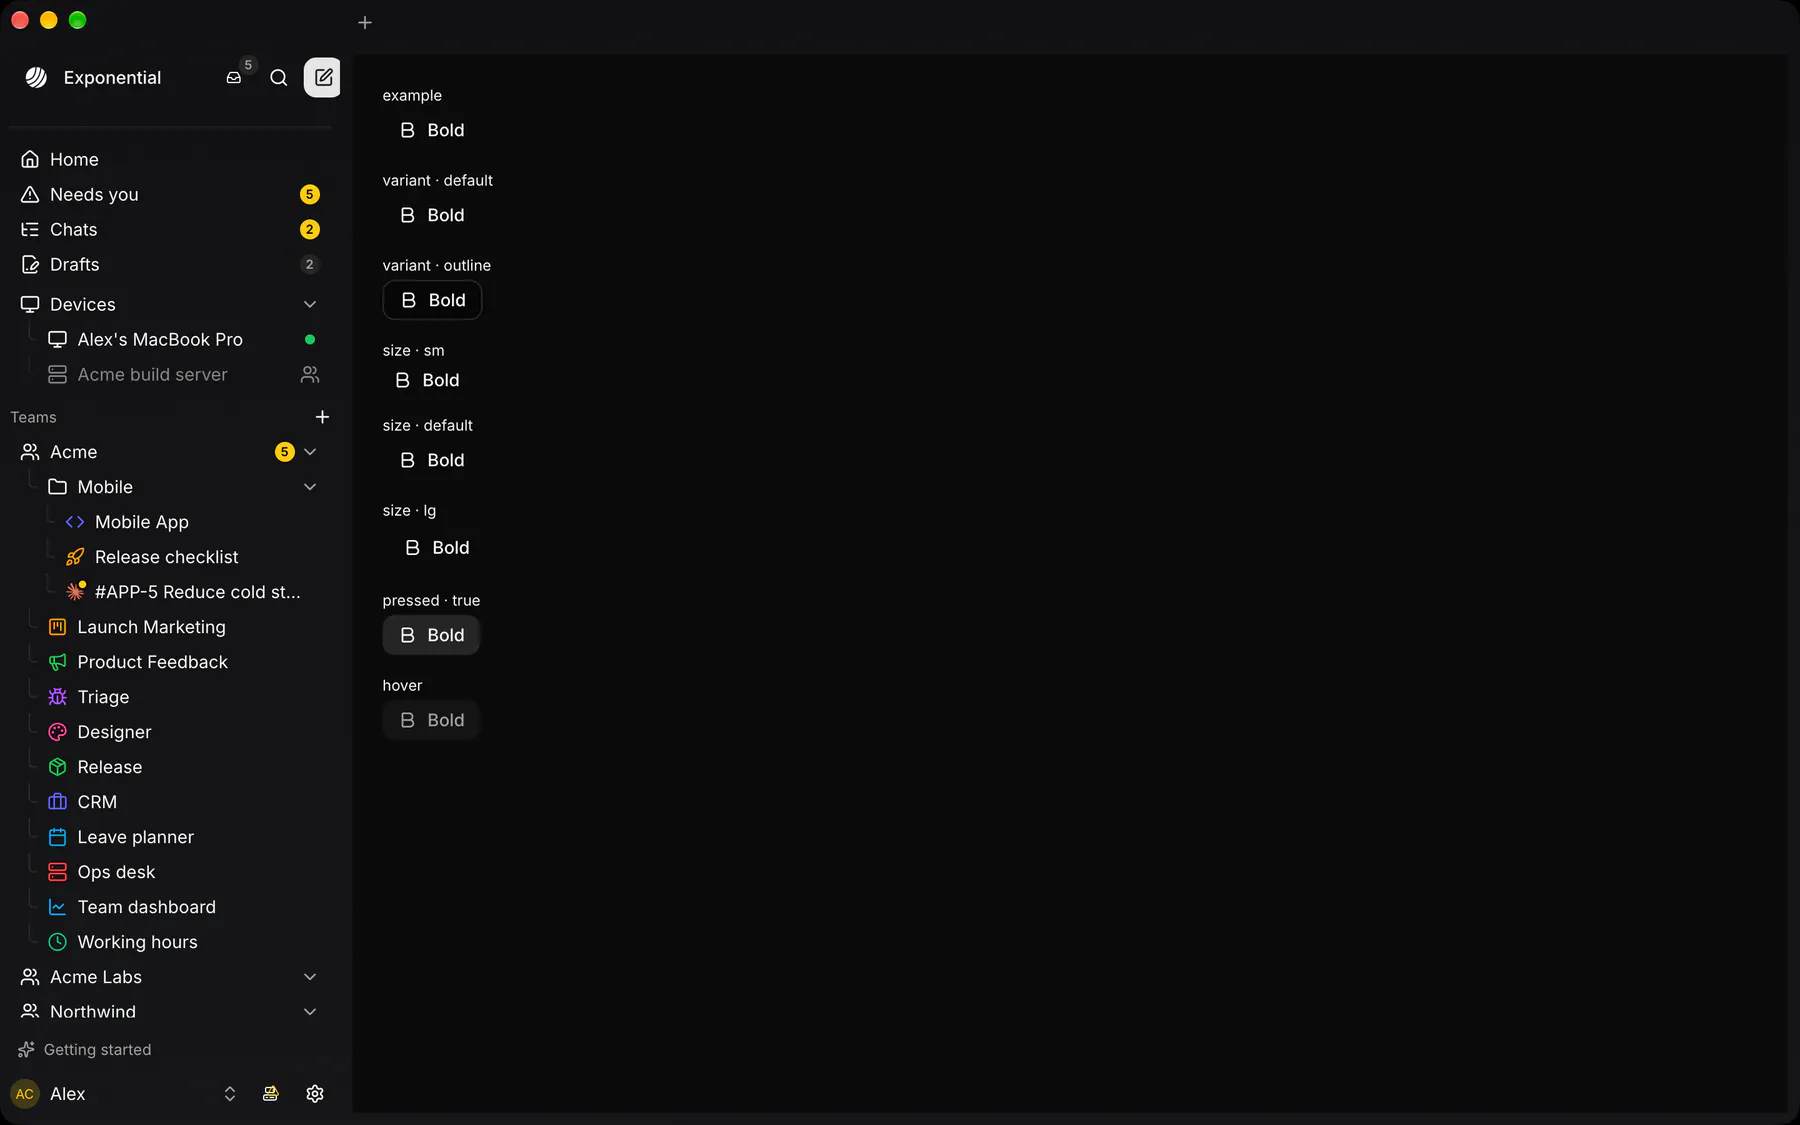 Exponential
5
Home
Needs you
5
Chats
2
Drafts
2
Devices
Alex's MacBook Pro
Acme build server
Teams
Acme
5
Mobile
Mobile App
Release checklist
#APP-5 Reduce cold st...
Launch Marketing
Product Feedback
Triage
Designer
Release
CRM
Leave planner
Ops desk
Team dashboard
Working hours
Acme Labs
Northwind
Getting started
AC
Alex
example
Bold
variant · default
Bold
variant · outline
Bold
size · sm
Bold
size · default
Bold
size · lg
Bold
pressed · true
Bold
hover
Bold